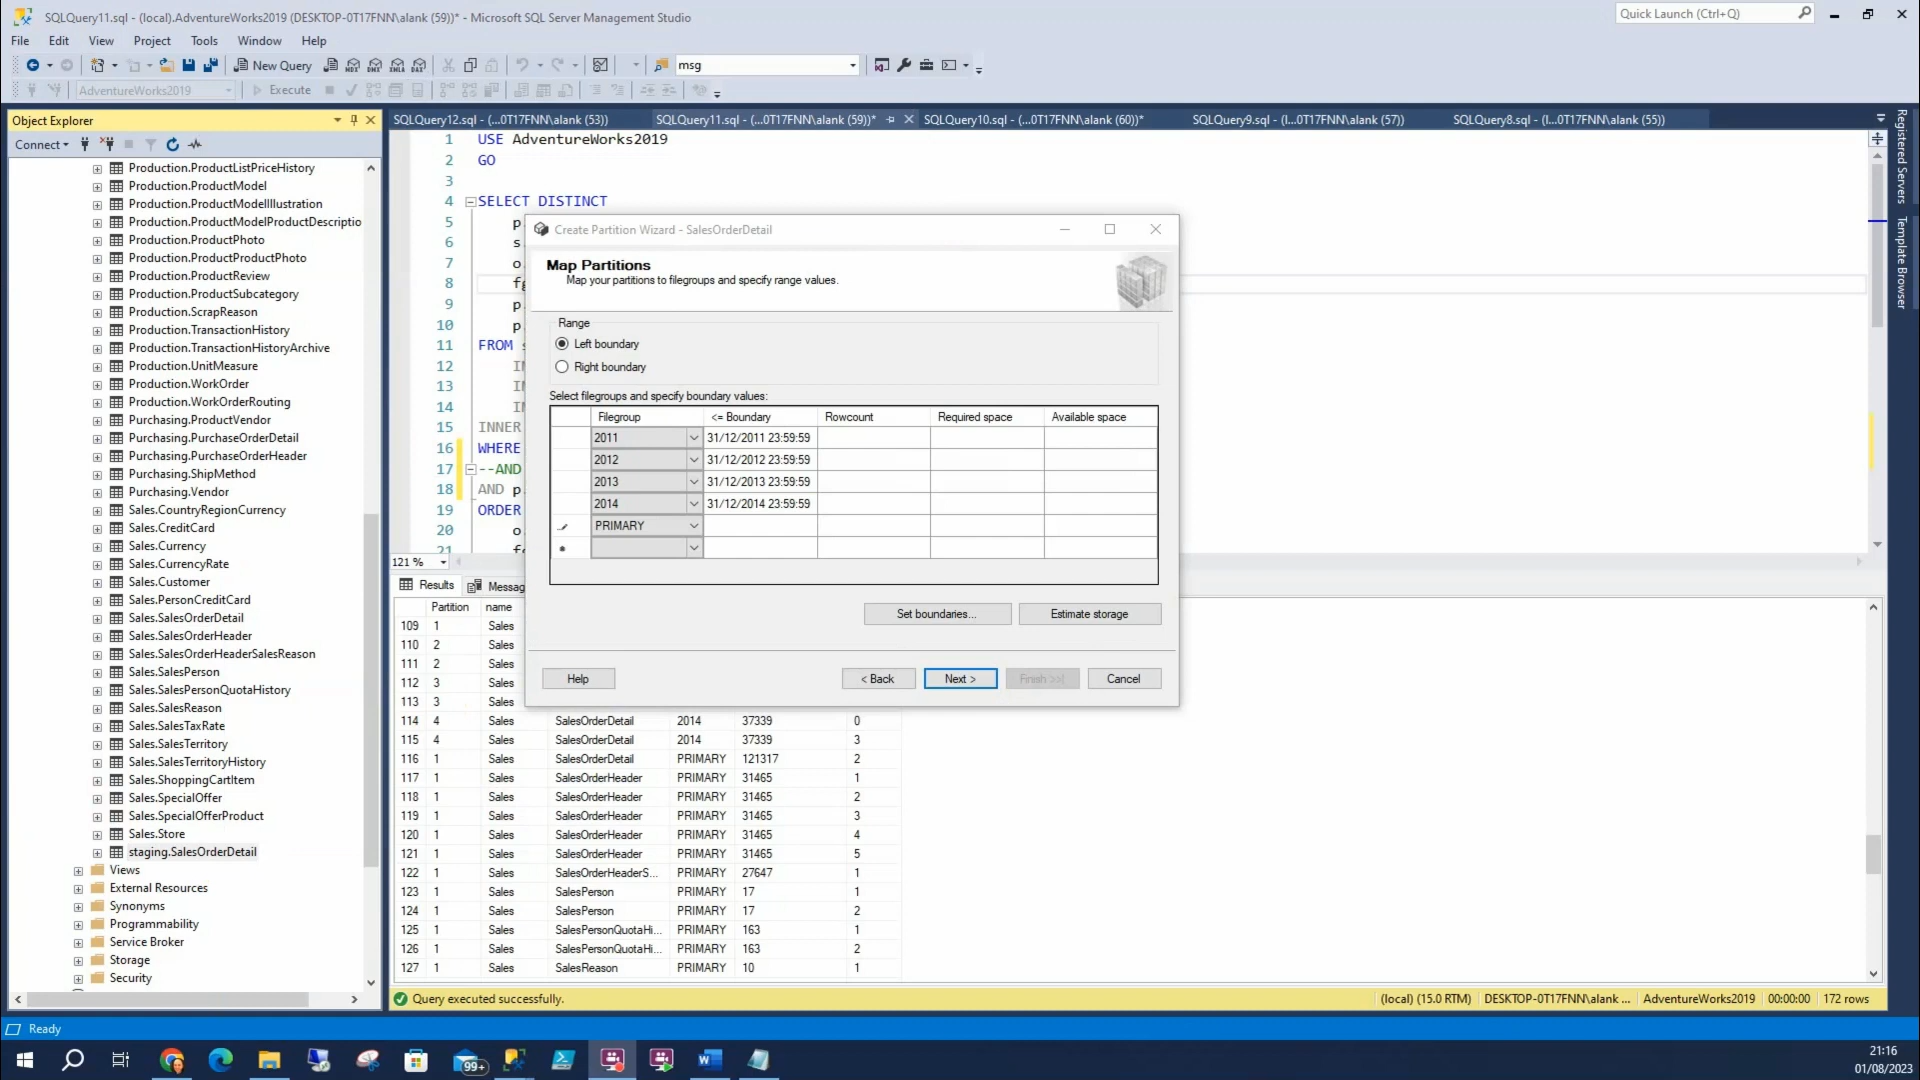 SQLQuery11.sql - (local).AdventureWorks2019 (DESKTOP-0T17FNN\alank (59))* - Microsoft SQL Server Management Studio
Quick Launch (Ctrl+Q)
File Edit View Project Tools Window Help
New Query
msg
AdventureWorks2019
Execute
Object Explorer
Connect
Production.ProductListPriceHistory
Production.ProductModel
Production.ProductModelIllustration
Production.ProductModelProductDescriptio
Production.ProductPhoto
Production.ProductProductPhoto
Production.ProductReview
Production.ProductSubcategory
Production.ScrapReason
Production.TransactionHistory
Production.TransactionHistoryArchive
Production.UnitMeasure
Production.WorkOrder
Production.WorkOrderRouting
Purchasing.ProductVendor
Purchasing.PurchaseOrderDetail
Purchasing.PurchaseOrderHeader
Purchasing.ShipMethod
Purchasing.Vendor
Sales.CountryRegionCurrency
Sales.CreditCard
Sales.Currency
Sales.CurrencyRate
Sales.Customer
Sales.PersonCreditCard
Sales.SalesOrderDetail
Sales.SalesOrderHeader
Sales.SalesOrderHeaderSalesReason
Sales.SalesPerson
Sales.SalesPersonQuotaHistory
Sales.SalesReason
Sales.SalesTaxRate
Sales.SalesTerritory
Sales.SalesTerritoryHistory
Sales.ShoppingCartItem
Sales.SpecialOffer
Sales.SpecialOfferProduct
Sales.Store
staging.SalesOrderDetail
Views
External Resources
Synonyms
Programmability
Service Broker
Storage
Security
SQLQuery12.sql - (...0T17FNN\alank (53)) SQLQuery11.sql - (...0T17FNN\alank (59))* SQLQuery10.sql - (...0T17FNN\alank (60))* SQLQuery9.sql - (l...0T17FNN\alank (57)) SQLQuery8.sql - (l...0T17FNN\alank (55))
1 USE AdventureWorks2019
2 GO
3
4 SELECT DISTINCT
5 p
6 s
7 o
8 fg
9 p
10 p
11 FROM s
12
13
14
15 INNER
16 WHERE
17 --AND
18 AND p
19 ORDER
20 o
21
121 %
Create Partition Wizard - SalesOrderDetail
Map Partitions
Map your partitions to filegroups and specify range values.
Range
Left boundary
Right boundary
Select filegroups and specify boundary values:
Filegroup <= Boundary Rowcount Required space Available space
2011 31/12/2011 23:59:59
2012 31/12/2012 23:59:59
2013 31/12/2013 23:59:59
2014 31/12/2014 23:59:59
PRIMARY
Set boundaries... Estimate storage
Help < Back Next > Finish >>| Cancel
Results Messag
Partition name
109 1 Sales
110 2 Sales
111 2 Sales
112 3 Sales
113 3 Sales
114 4 Sales SalesOrderDetail 2014 37339 0
115 4 Sales SalesOrderDetail 2014 37339 3
116 1 Sales SalesOrderDetail PRIMARY 121317 2
117 1 Sales SalesOrderHeader PRIMARY 31465 1
118 1 Sales SalesOrderHeader PRIMARY 31465 2
119 1 Sales SalesOrderHeader PRIMARY 31465 3
120 1 Sales SalesOrderHeader PRIMARY 31465 4
121 1 Sales SalesOrderHeader PRIMARY 31465 5
122 1 Sales SalesOrderHeaderS... PRIMARY 27647 1
123 1 Sales SalesPerson PRIMARY 17 1
124 1 Sales SalesPerson PRIMARY 17 2
125 1 Sales SalesPersonQuotaHi... PRIMARY 163 1
126 1 Sales SalesPersonQuotaHi... PRIMARY 163 2
127 1 Sales SalesReason PRIMARY 10 1
Query executed successfully.
(local) (15.0 RTM) DESKTOP-0T17FNN\alank ... AdventureWorks2019 00:00:00 172 rows
Registered Servers
Template Browser
Ready
99+
21:16
01/08/2023